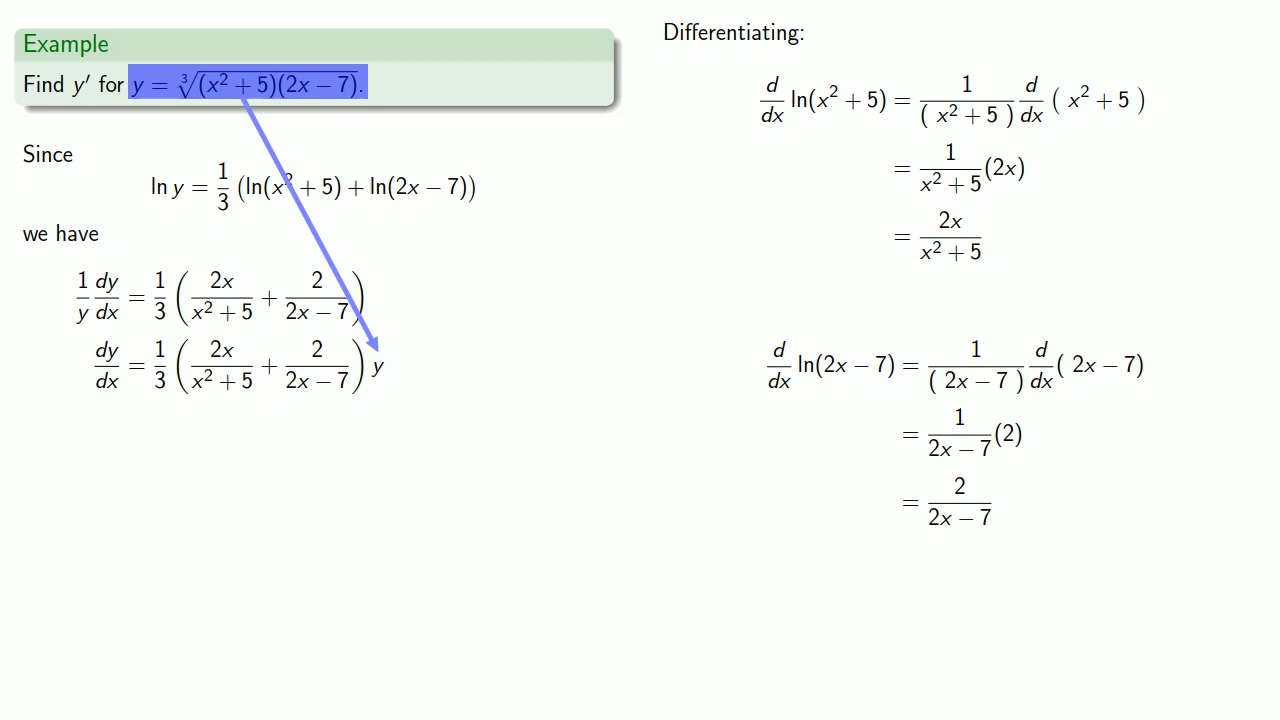 Example
Find y′ for y = ∛(x² + 5)(2x − 7).
Since
ln y = 1/3 (ln(x² + 5) + ln(2x − 7))
we have
1/y dy/dx = 1/3 (2x/(x² + 5) + 2/(2x − 7))
dy/dx = 1/3 (2x/(x² + 5) + 2/(2x − 7)) y
Differentiating:
d/dx ln(x² + 5) = 1/( x² + 5 ) d/dx ( x² + 5 )
= 1/(x² + 5) (2x)
= 2x/(x² + 5)
d/dx ln(2x − 7) = 1/( 2x − 7 ) d/dx ( 2x − 7)
= 1/(2x − 7) (2)
= 2/(2x − 7)